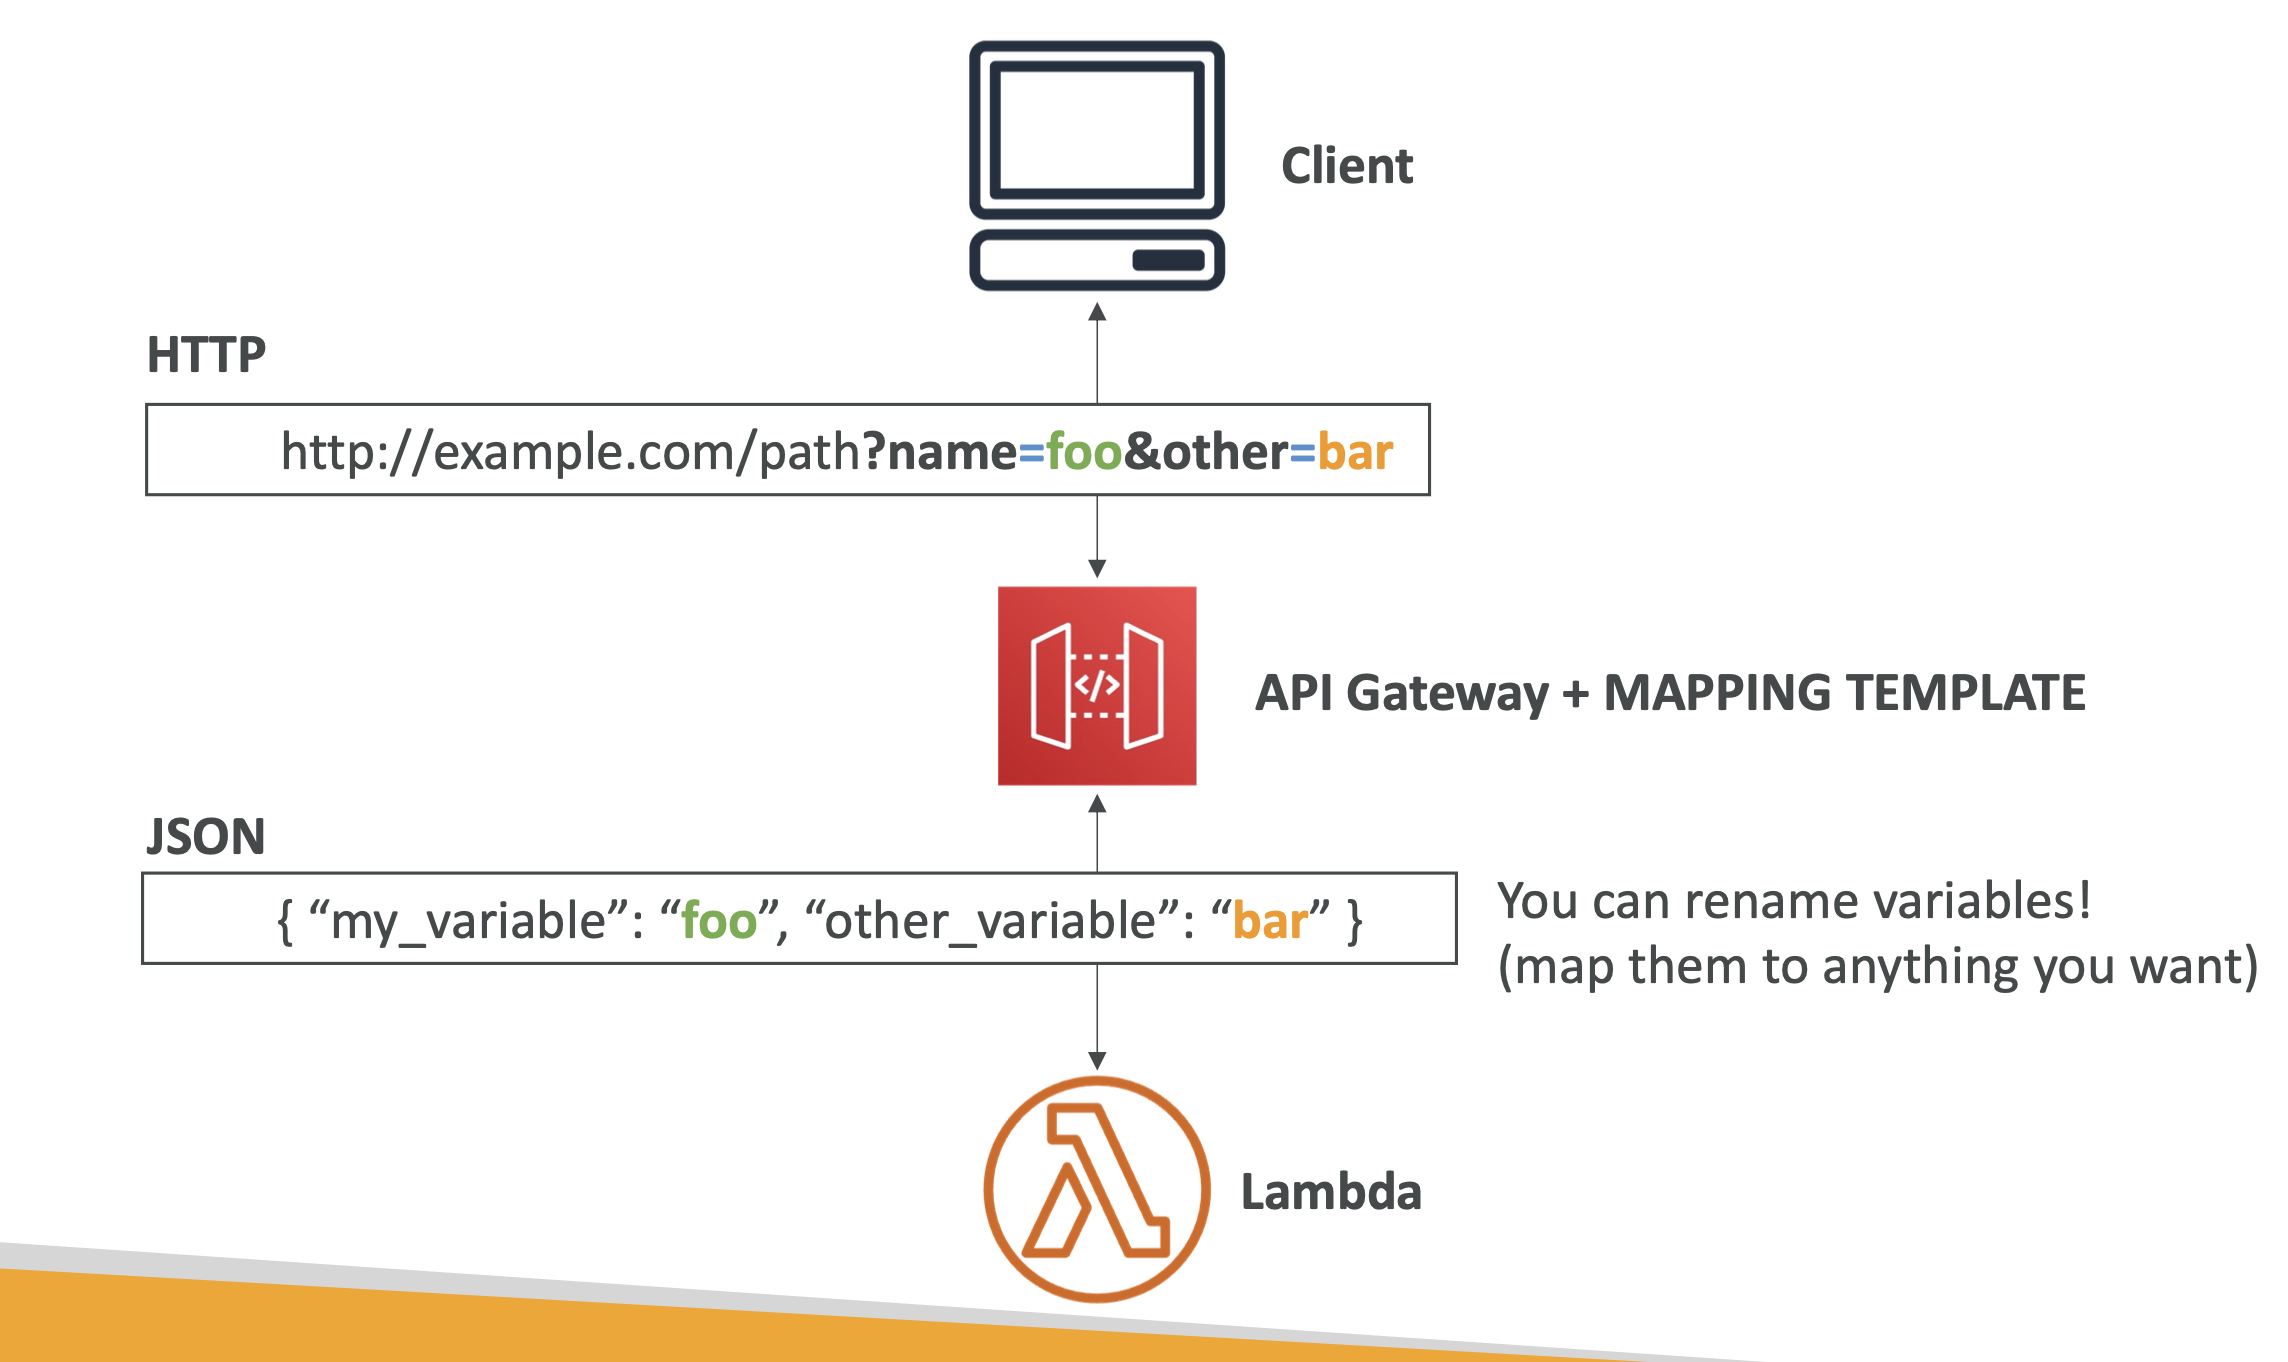 Client
HTTP
http://example.com/path?name=foo&other=bar
</>
API Gateway + MAPPING TEMPLATE
JSON
{ “my_variable”: “foo”, “other_variable”: “bar” }
You can rename variables!
(map them to anything you want)
Lambda